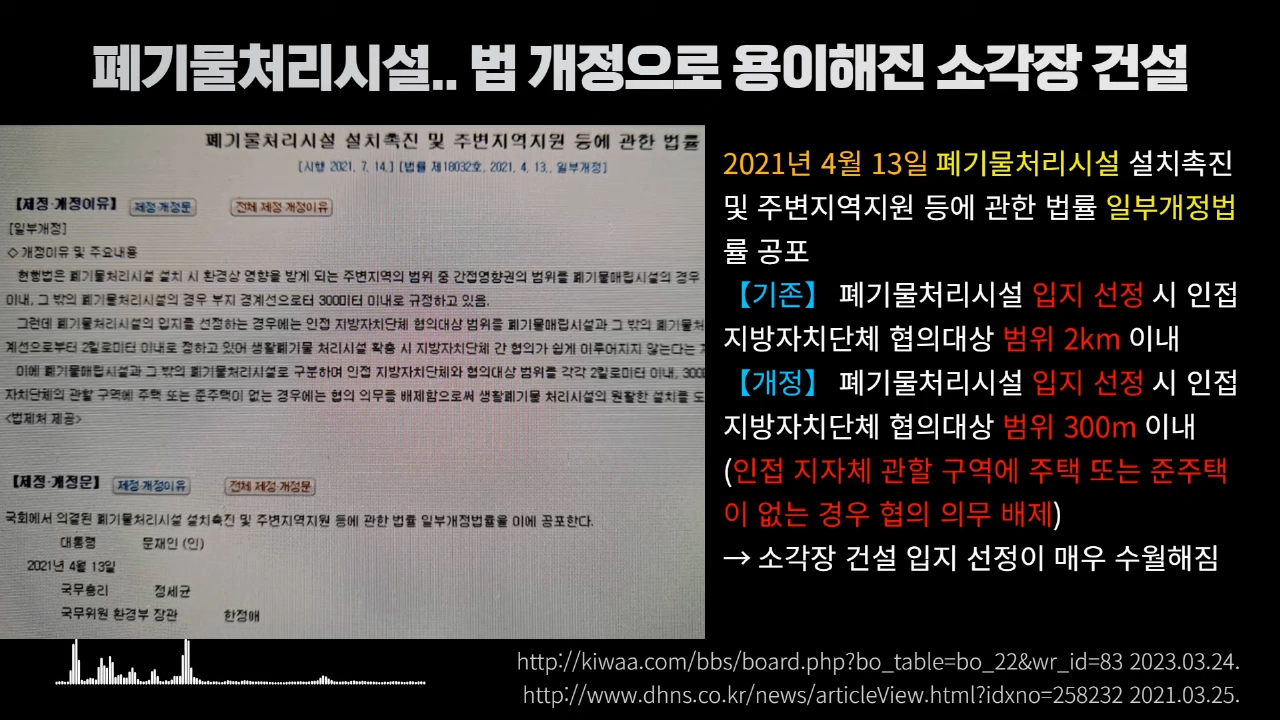 폐기물처리시설.. 법 개정으로 용이해진 소각장 건설
폐기물처리시설 설치촉진 및 주변지역지원 등에 관한 법률
[시행 2021. 7. 14.] [법률 제18032호, 2021. 4. 13., 일부개정]
【제정·개정이유】 제정·개정문 전체 제정·개정이유
[일부개정]
◇ 개정이유 및 주요내용
현행법은 폐기물처리시설 설치 시 환경상 영향을 받게 되는 주변지역의 범위 중 간접영향권의 범위를 폐기물매립시설의 경우
이내, 그 밖의 폐기물처리시설의 경우 부지 경계선으로터 300미터 이내로 규정하고 있음.
그런데 폐기물처리시설의 입지를 선정하는 경우에는 인접 지방자치단체 협의대상 범위를 폐기물매립시설과 그 밖의 폐기물처
계선으로부터 2킬로미터 이내로 정하고 있어 생활폐기물 처리시설 확충 시 지방자치단체 간 협의가 쉽게 이루어지지 않는다는
이에 폐기물매립시설과 그 밖의 폐기물처리시설로 구분하여 인접 지방자치단체와 협의대상 범위를 각각 2킬로미터 이내, 300
자치단체의 관할 구역에 주택 또는 준주택이 없는 경우에는 협의 의무를 배제함으로써 생활폐기물 처리시설의 원활한 설치를 도
<법제처 제공>
【제정·개정문】 제정·개정이유 전체 제정·개정문
국회에서 의결된 폐기물처리시설 설치촉진 및 주변지역지원 등에 관한 법률 일부개정법률을 이에 공포한다.
대통령 문재인 (인)
2021년 4월 13일
국무총리 정세균
국무위원 환경부 장관 한정애
2021년 4월 13일 폐기물처리시설 설치촉진
및 주변지역지원 등에 관한 법률 일부개정법
률 공포
【기존】 폐기물처리시설 입지 선정 시 인접
지방자치단체 협의대상 범위 2km 이내
【개정】 폐기물처리시설 입지 선정 시 인접
지방자치단체 협의대상 범위 300m 이내
(인접 지자체 관할 구역에 주택 또는 준주택
이 없는 경우 협의 의무 배제)
→ 소각장 건설 입지 선정이 매우 수월해짐
http://kiwaa.com/bbs/board.php?bo_table=bo_22&wr_id=83 2023.03.24.
http://www.dhns.co.kr/news/articleView.html?idxno=258232 2021.03.25.